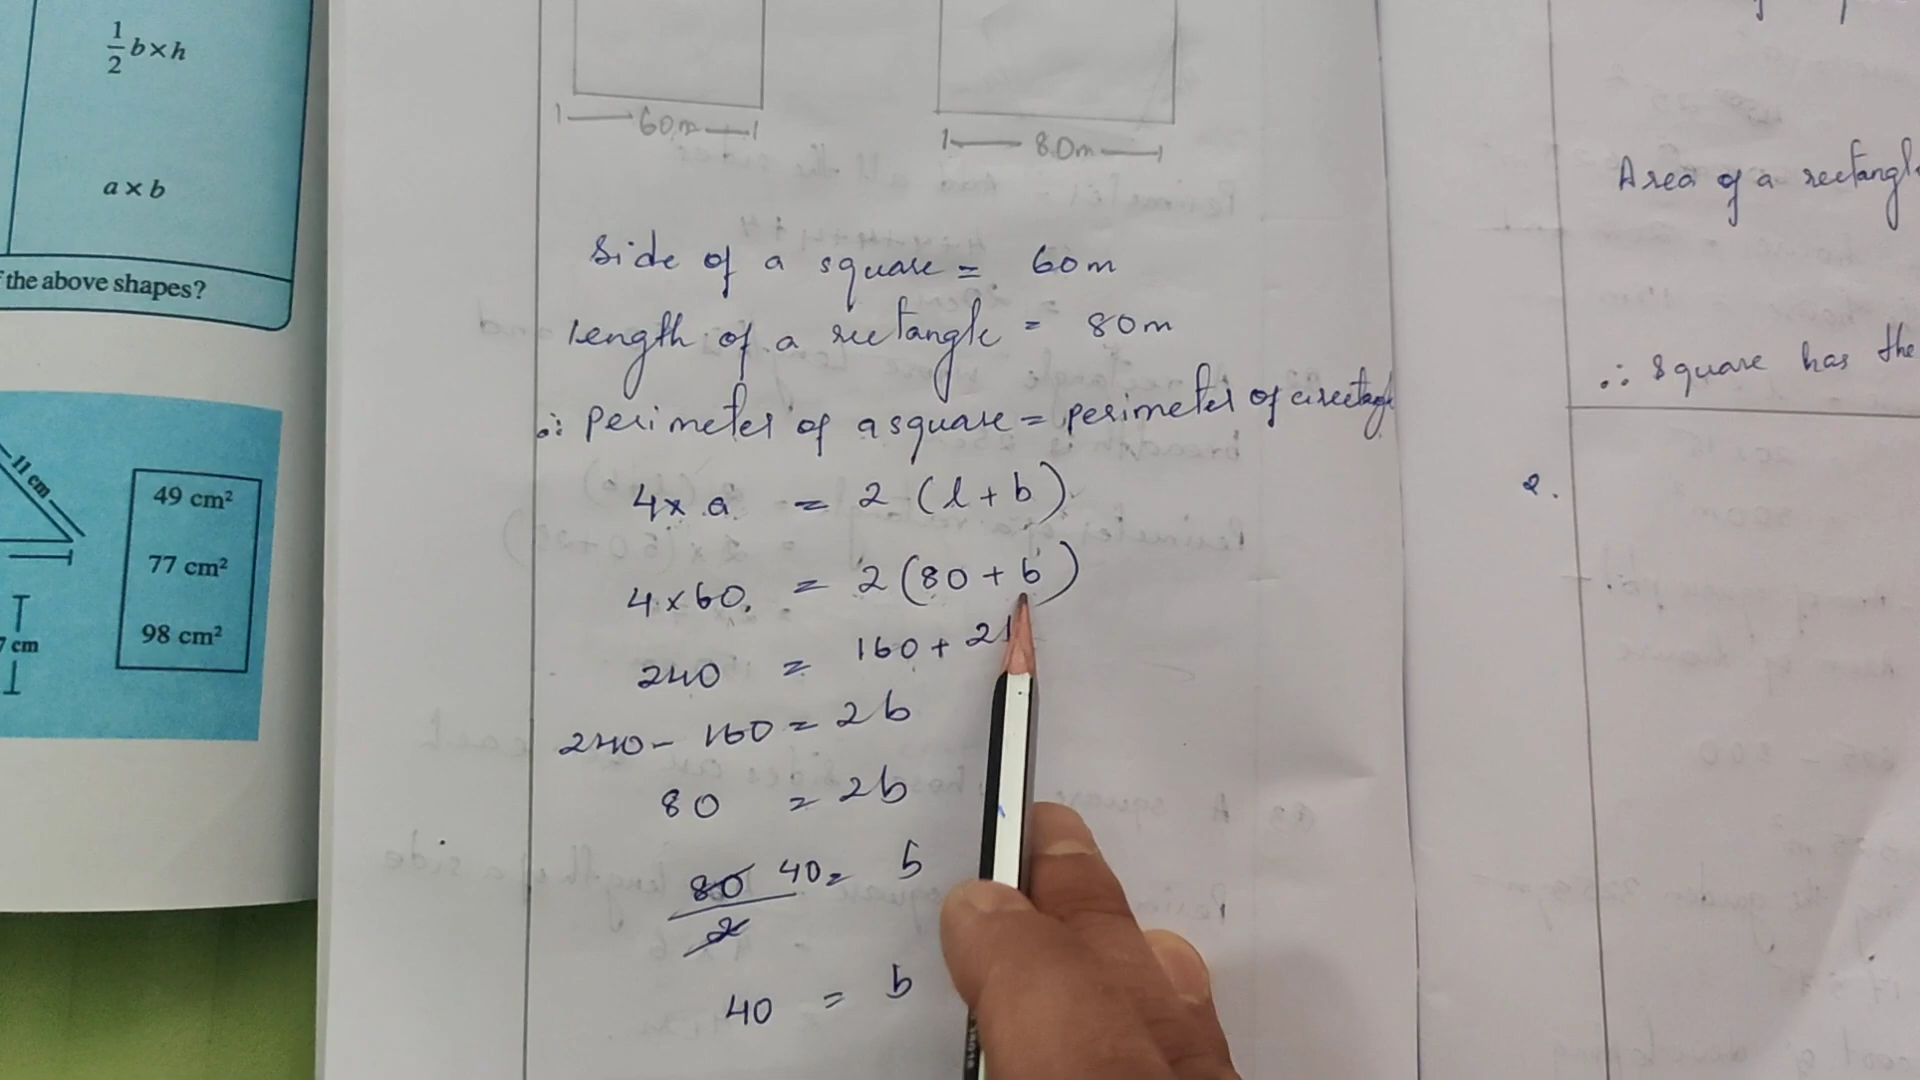 1/2 b×h
a × b
the above shapes?
11 cm
49 cm²
77 cm²
98 cm²
7 cm
60m
80m
Side of a square = 60m
Length of a rectangle = 80m
∴ perimeter of a square = perimeter of a rectangle
4× a = 2 (l + b)
4 × 60 = 2 (80 + b)
240 = 160 + 2
240 - 160 = 2b
80 = 2b
80/2 40 = b
40 = b
Area of a rectangle
∴ square has the
2.